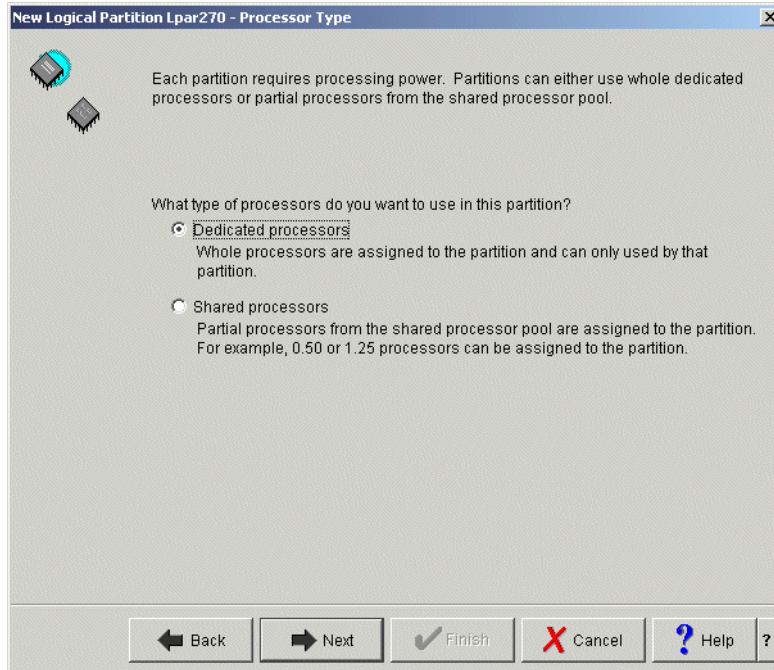 New Logical Partition Lpar270 - Processor Type
Each partition requires processing power. Partitions can either use whole dedicated
processors or partial processors from the shared processor pool.
What type of processors do you want to use in this partition?
Dedicated processors
Whole processors are assigned to the partition and can only used by that
partition.
Shared processors
Partial processors from the shared processor pool are assigned to the partition.
For example, 0.50 or 1.25 processors can be assigned to the partition.
Back Next Finish Cancel ? Help ?